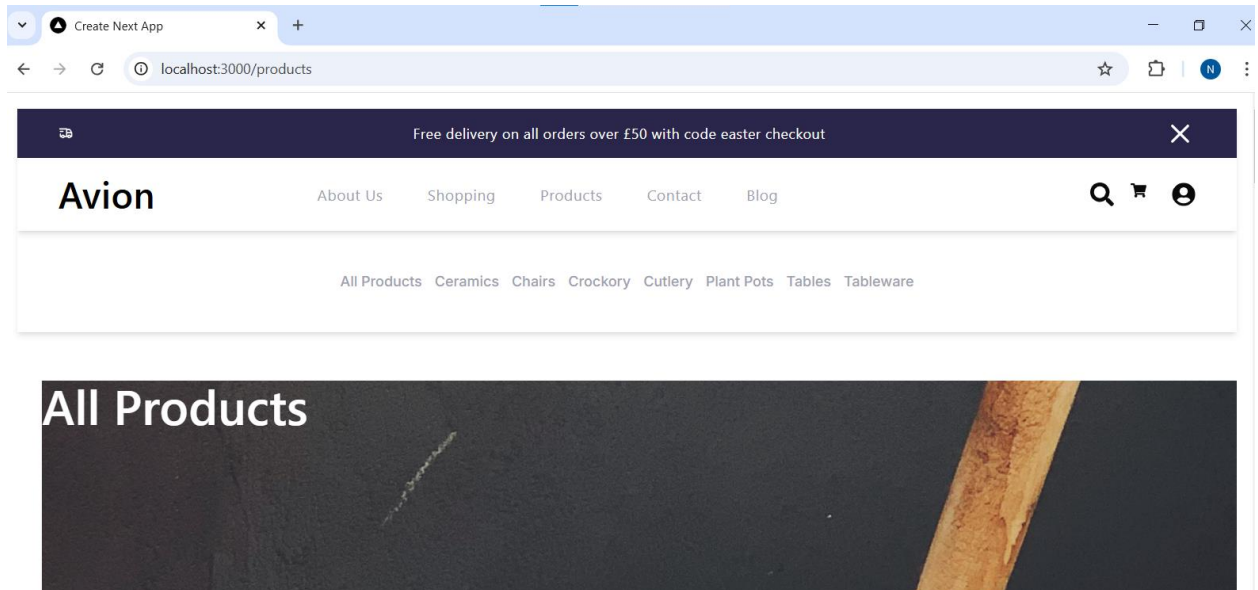 Create Next App
localhost:3000/products
N
Free delivery on all orders over £50 with code easter checkout
Avion About Us Shopping Products Contact Blog
All Products Ceramics Chairs Crockory Cutlery Plant Pots Tables Tableware
All Products